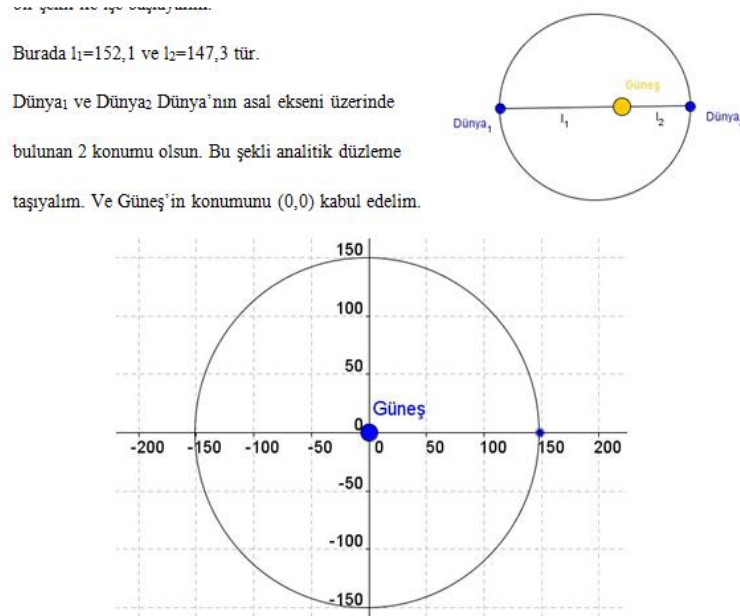 Burada l₁=152,1 ve l₂=147,3 tür.
Dünya₁ ve Dünya₂ Dünya’nın asal ekseni üzerinde
bulunan 2 konumu olsun. Bu şekli analitik düzleme
taşıyalım. Ve Güneş’in konumunu (0,0) kabul edelim.
Güneş
Dünya₁ l₁ l₂ Dünya
150
100
50
Güneş
0
-200 -150 -100 -50 0 50 100 150 200
-50
-100
-150